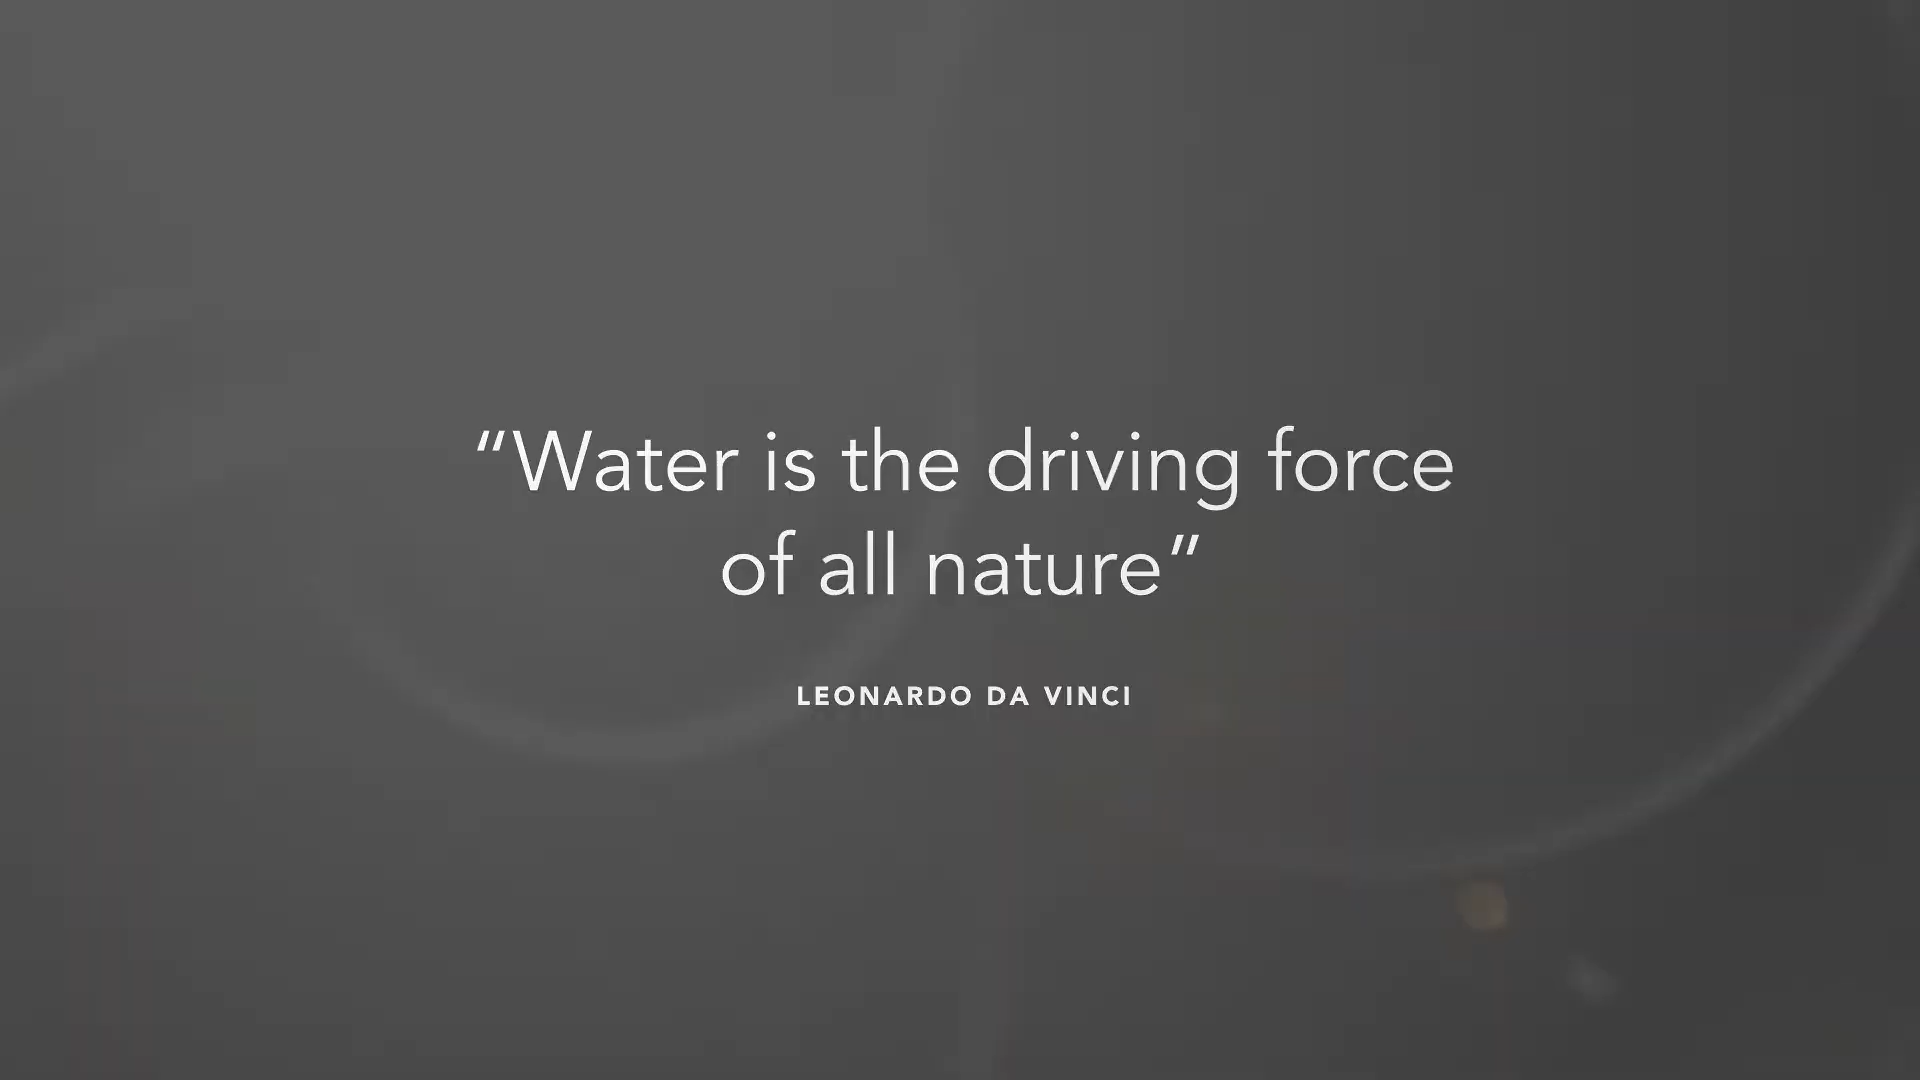 “Water is the driving force
of all nature”
LEONARDO DA VINCI